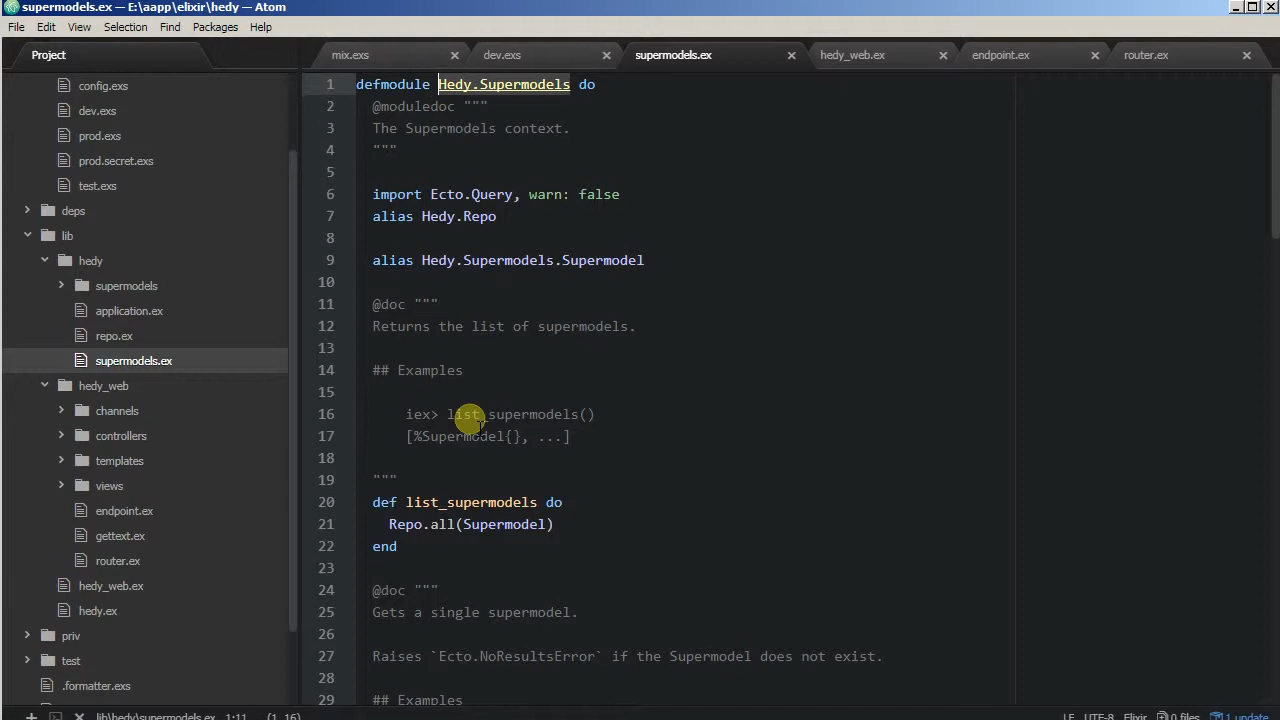 supermodels.ex — E:\aapp\elixir\hedy — Atom
File Edit View Selection Find Packages Help
Project
mix.exs
dev.exs
supermodels.ex
hedy_web.ex
endpoint.ex
router.ex
config.exs
dev.exs
prod.exs
prod.secret.exs
test.exs
deps
lib
hedy
supermodels
application.ex
repo.ex
supermodels.ex
hedy_web
channels
controllers
templates
views
endpoint.ex
gettext.ex
router.ex
hedy_web.ex
hedy.ex
priv
test
.formatter.exs
1 defmodule Hedy.Supermodels do
2 @moduledoc """
3 The Supermodels context.
4 """
5
6 import Ecto.Query, warn: false
7 alias Hedy.Repo
8
9 alias Hedy.Supermodels.Supermodel
10
11 @doc """
12 Returns the list of supermodels.
13
14 ## Examples
15
16 iex> list_supermodels()
17 [%Supermodel{}, ...]
18
19 """
20 def list_supermodels do
21 Repo.all(Supermodel)
22 end
23
24 @doc """
25 Gets a single supermodel.
26
27 Raises `Ecto.NoResultsError` if the Supermodel does not exist.
28
29 ## Examples
lib\hedy\supermodels.ex 1:11 (1, 16) LF UTF-8 Elixir 0 files 1 update